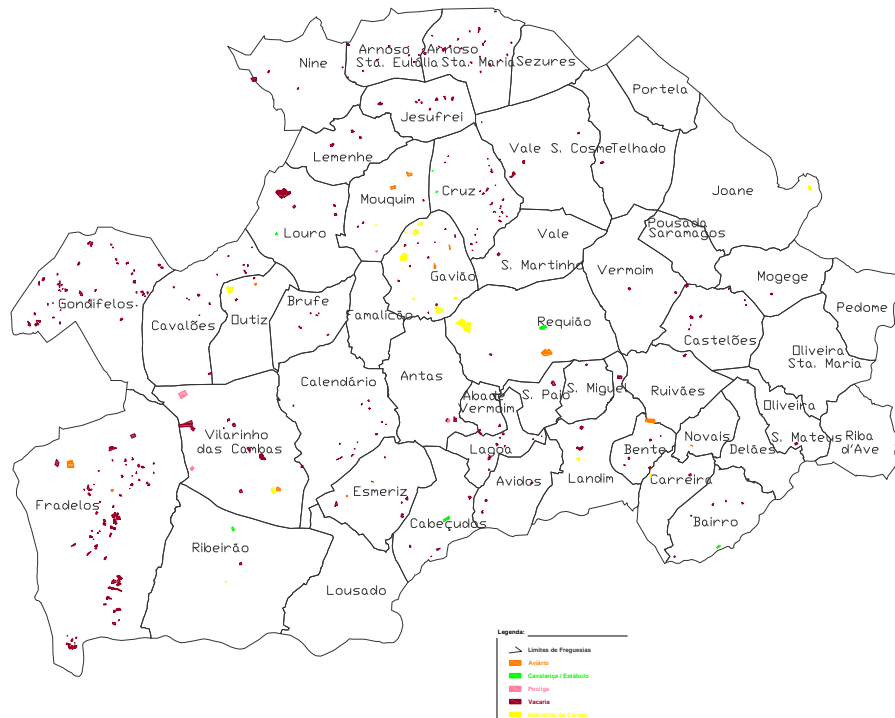 Nine
Arnoso
Sta. Eulália
Arnoso
Sta. Maria
Sezures
Portela
Jesufrei
Lemenhe
Vale S. Cosme
Telhado
Joane
Mouquim
Cruz
Louro
Pousada
Saramagos
Vale
S. Martinho
Vermoim
Mogege
Gavião
Gondifelos
Cavalões
Outiz
Brufe
Famalicão
Requião
Pedome
Castelões
Oliveira
Sta. Maria
Calendário
Antas
Abade
Vermoim
S. Paio
S. Miguel
Ruivães
Oliveira
S. Mateus
Riba
d'Ave
Vilarinho
das Cambas
Lagoa
Bente
Novais
Delães
Fradelos
Esmeriz
Avidos
Landim
Carreira
Cabeçudos
Bairro
Ribeirão
Lousado
Legenda:
Limites de Freguesias
Aviário
Cavalariça / Estábulo
Pocilga
Vacaria